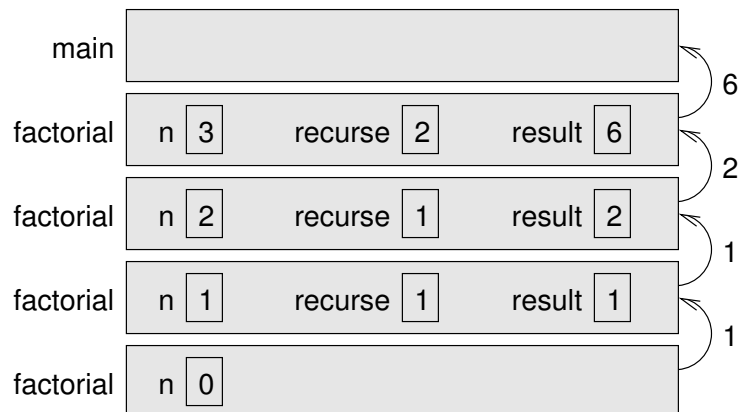 main
6
factorial n 3 recurse 2 result 6
2
factorial n 2 recurse 1 result 2
1
factorial n 1 recurse 1 result 1
1
factorial n 0